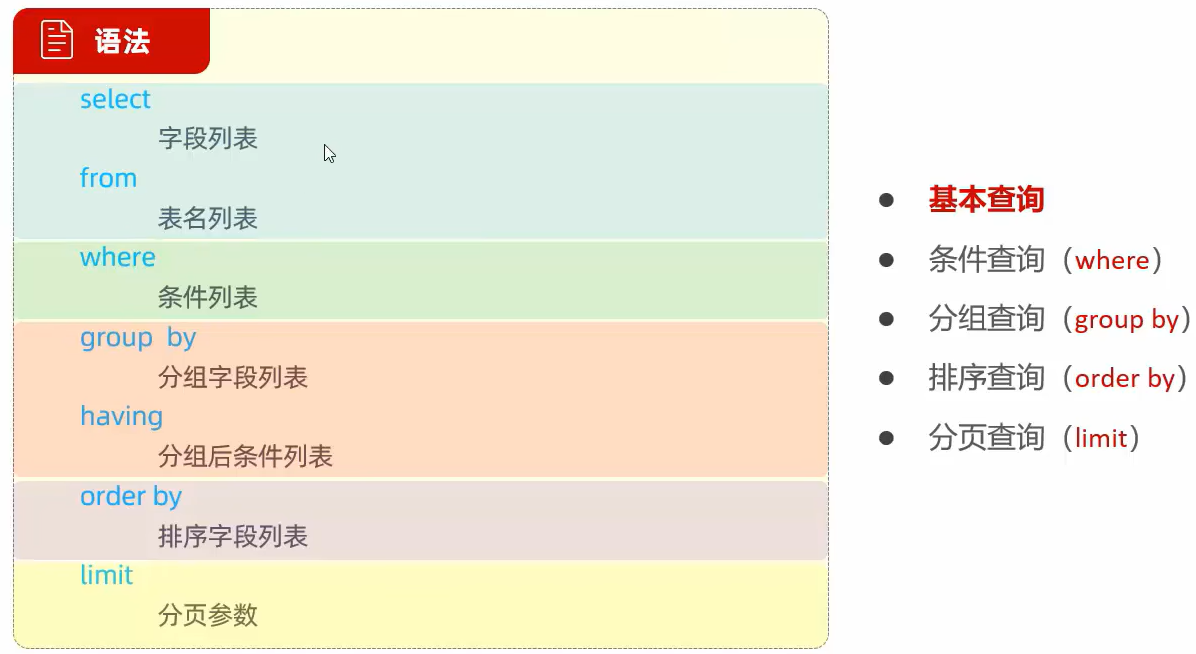 语法
select
字段列表
from
表名列表
where
条件列表
group by
分组字段列表
having
分组后条件列表
order by
排序字段列表
limit
分页参数
基本查询
条件查询（where）
分组查询（group by）
排序查询（order by）
分页查询（limit）